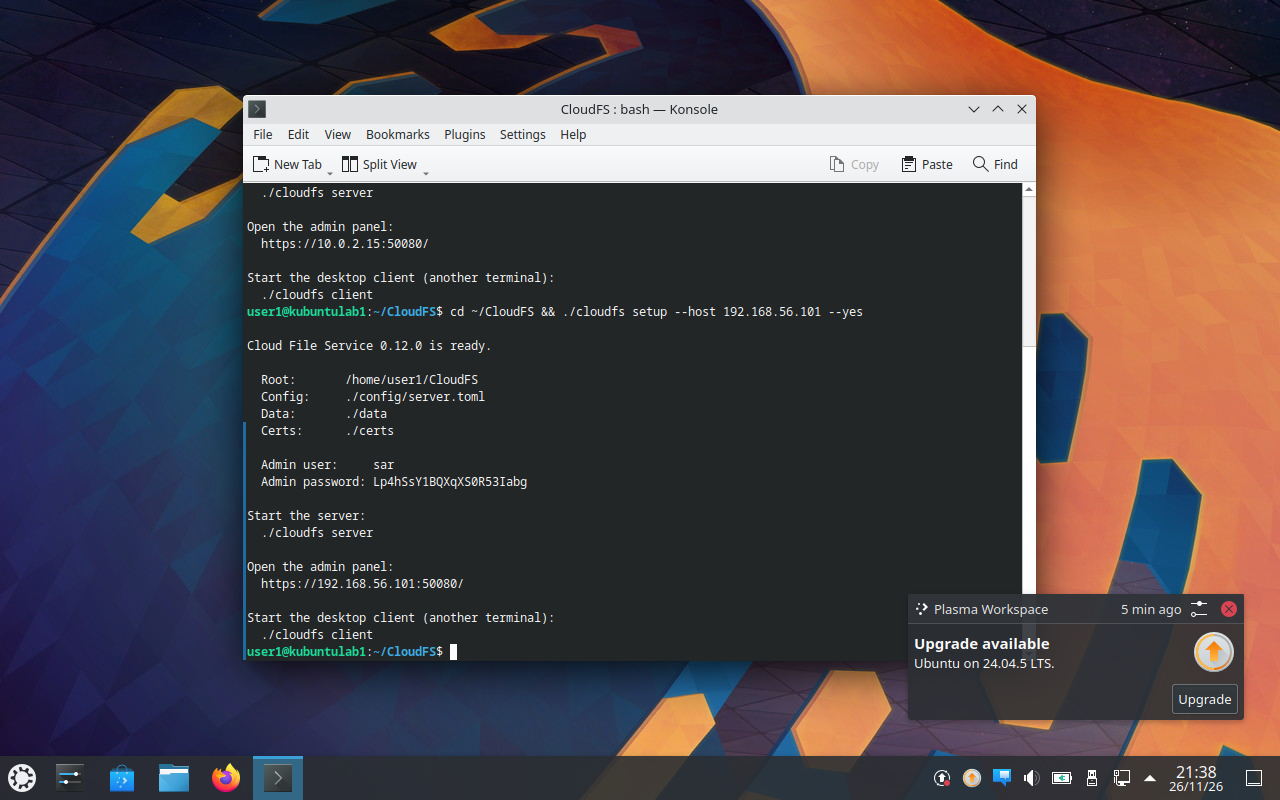 CloudFS : bash — Konsole
File Edit View Bookmarks Plugins Settings Help
New Tab Split View Copy Paste Find
./cloudfs server
Open the admin panel:
https://10.0.2.15:50080/
Start the desktop client (another terminal):
./cloudfs client
user1@kubuntulab1:~/CloudFS$ cd ~/CloudFS && ./cloudfs setup --host 192.168.56.101 --yes
Cloud File Service 0.12.0 is ready.
Root: /home/user1/CloudFS
Config: ./config/server.toml
Data: ./data
Certs: ./certs
Admin user: sar
Admin password: Lp4hSsY1BQXqXS0R53Iabg
Start the server:
./cloudfs server
Open the admin panel:
https://192.168.56.101:50080/
Start the desktop client (another terminal):
./cloudfs client
user1@kubuntulab1:~/CloudFS$
Plasma Workspace 5 min ago
Upgrade available
Ubuntu on 24.04.5 LTS.
Upgrade
21:38
26/11/26